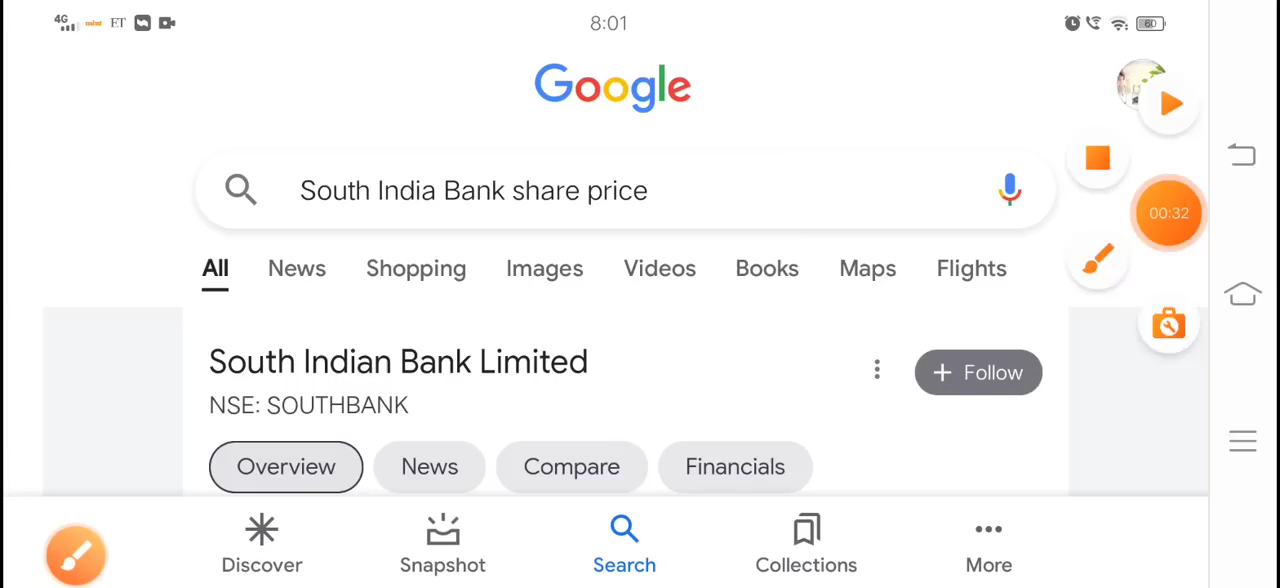 4G mint ET 8:01 60
Google
South India Bank share price
00:32
All News Shopping Images Videos Books Maps Flights
South Indian Bank Limited
+ Follow
NSE: SOUTHBANK
Overview News Compare Financials
Discover Snapshot Search Collections More